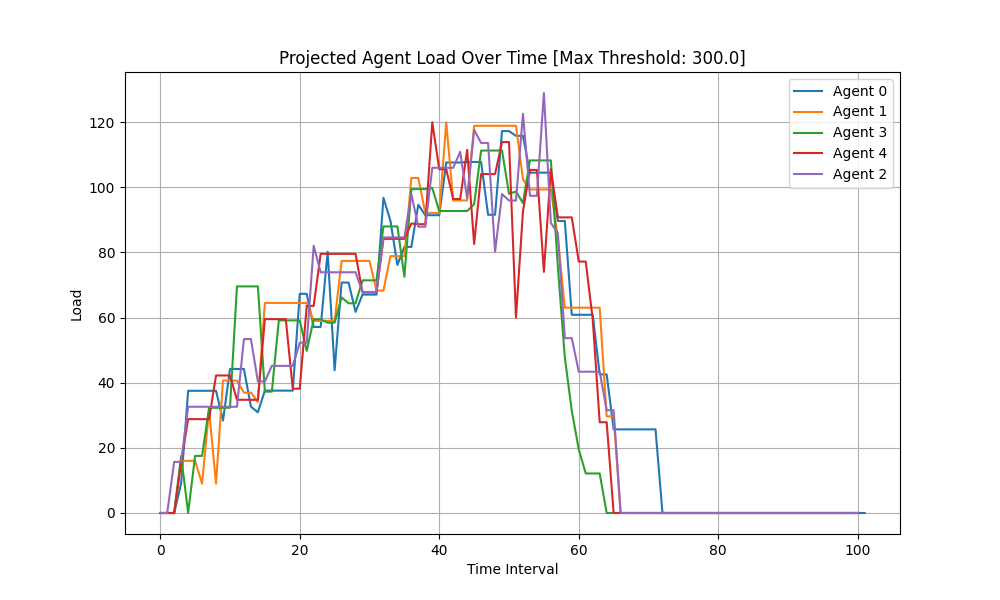 Projected Agent Load Over Time [Max Threshold: 300.0]
Load
120
100
80
60
40
20
0
0 20 40 60 80 100
Time Interval
Agent 0
Agent 1
Agent 3
Agent 4
Agent 2